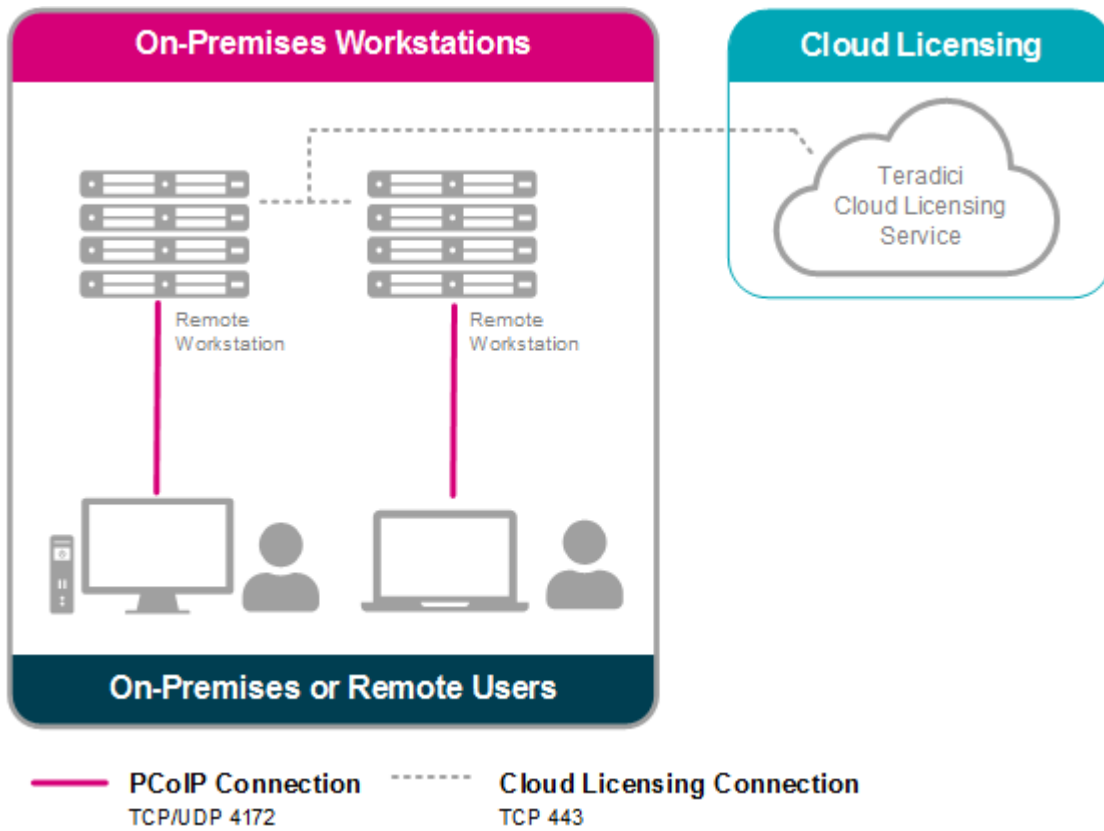 On-Premises Workstations
Cloud Licensing
Teradici
Cloud Licensing
Service
Remote
Workstation
Remote
Workstation
On-Premises or Remote Users
PCoIP Connection
TCP/UDP 4172
Cloud Licensing Connection
TCP 443